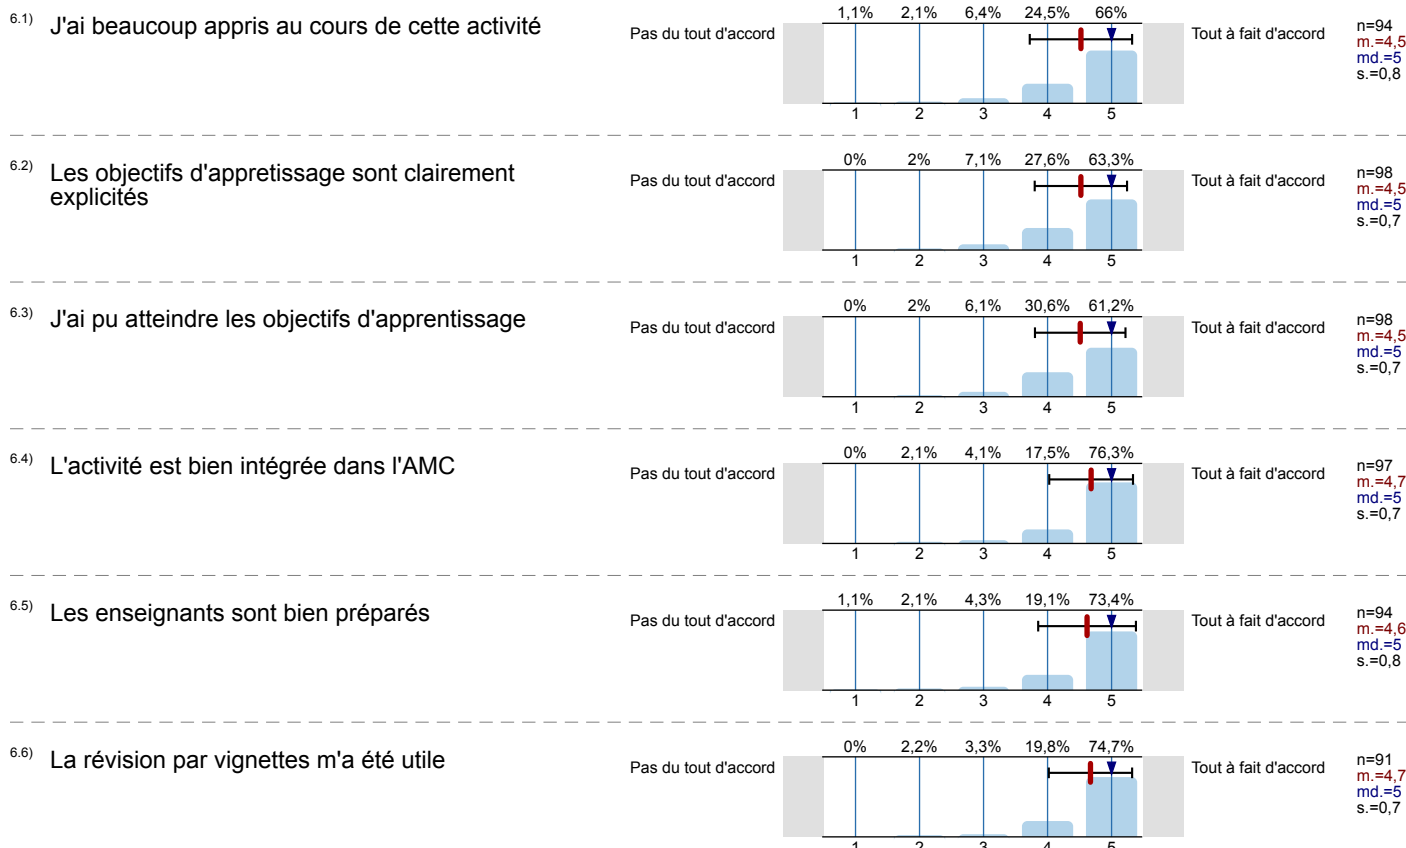 6.1) J'ai beaucoup appris au cours de cette activité
1,1% 2,1% 6,4% 24,5% 66%
Pas du tout d'accord
Tout à fait d'accord
n=94
m.=4,5
md.=5
s.=0,8
1 2 3 4 5
6.2) Les objectifs d'appretissage sont clairement
explicités
0% 2% 7,1% 27,6% 63,3%
Pas du tout d'accord
Tout à fait d'accord
n=98
m.=4,5
md.=5
s.=0,7
1 2 3 4 5
6.3) J'ai pu atteindre les objectifs d'apprentissage
0% 2% 6,1% 30,6% 61,2%
Pas du tout d'accord
Tout à fait d'accord
n=98
m.=4,5
md.=5
s.=0,7
1 2 3 4 5
6.4) L'activité est bien intégrée dans l'AMC
0% 2,1% 4,1% 17,5% 76,3%
Pas du tout d'accord
Tout à fait d'accord
n=97
m.=4,7
md.=5
s.=0,7
1 2 3 4 5
6.5) Les enseignants sont bien préparés
1,1% 2,1% 4,3% 19,1% 73,4%
Pas du tout d'accord
Tout à fait d'accord
n=94
m.=4,6
md.=5
s.=0,8
1 2 3 4 5
6.6) La révision par vignettes m'a été utile
0% 2,2% 3,3% 19,8% 74,7%
Pas du tout d'accord
Tout à fait d'accord
n=91
m.=4,7
md.=5
s.=0,7
1 2 3 4 5